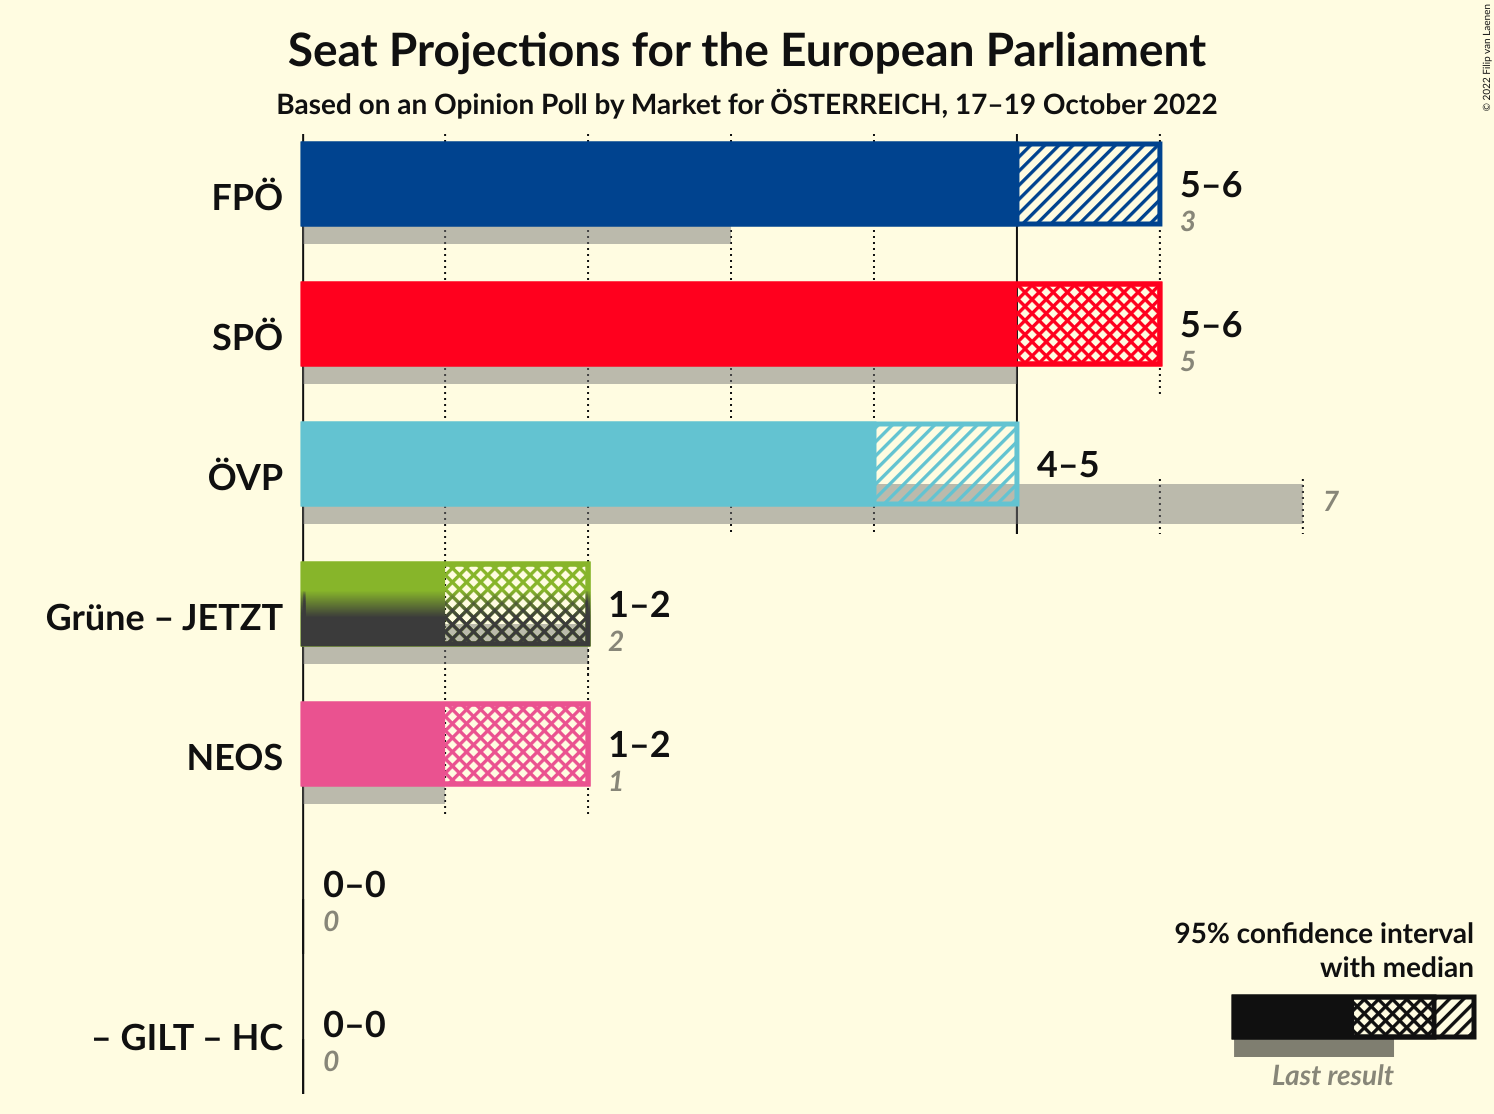 Seat Projections for the European Parliament
Based on an Opinion Poll by Market for ÖSTERREICH, 17–19 October 2022
© 2022 Filip van Laenen
FPÖ
5–6
3
SPÖ
5–6
5
ÖVP
4–5
7
Grüne – JETZT
1–2
2
NEOS
1–2
1
0–0
0
– GILT – HC
0–0
0
95% confidence interval
with median
Last result